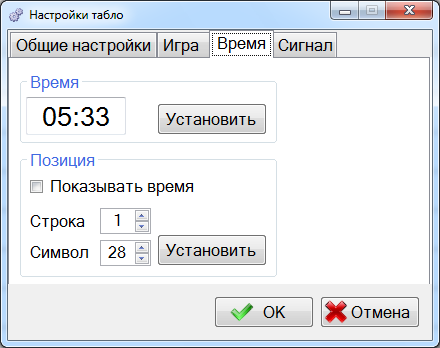 Настройки табло
Общие настройки Игра Время Сигнал
Время
05:33 Установить
Позиция
Показывать время
Строка 1
Символ 28 Установить
OK Отмена